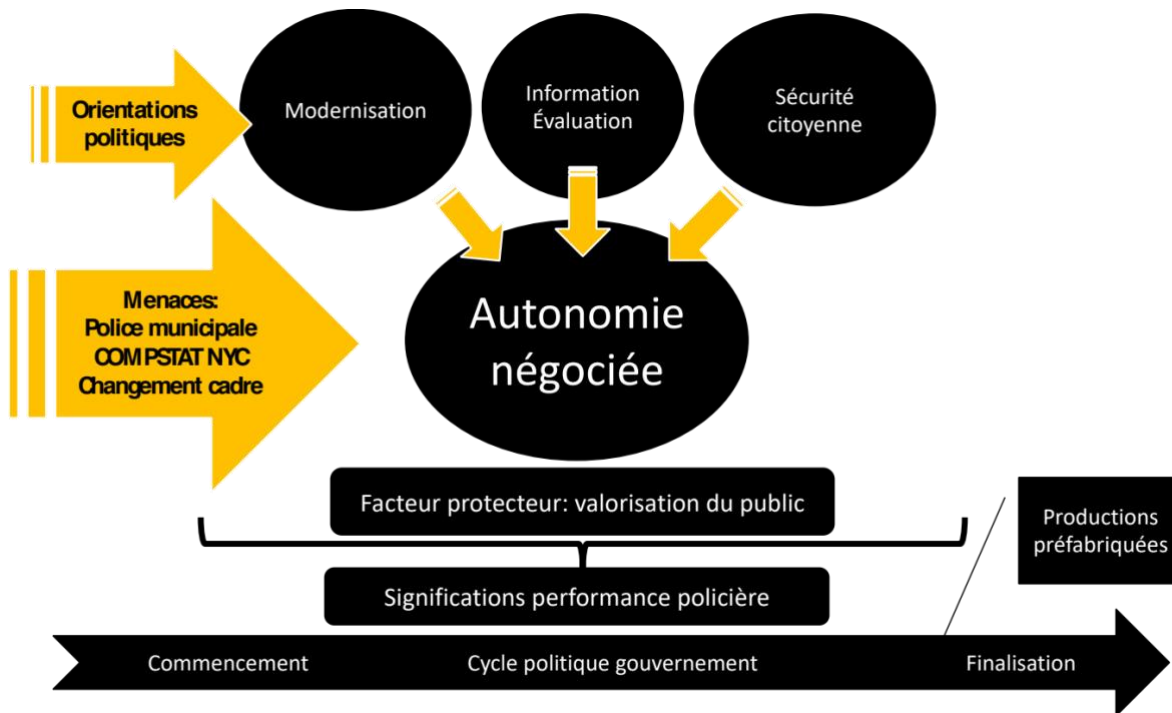 Orientations
politiques
Modernisation
Information
Évaluation
Sécurité
citoyenne
Menaces:
Police municipale
COMPSTAT NYC
Changement cadre
Autonomie
négociée
Facteur protecteur: valorisation du public
Productions
préfabriquées
Significations performance policière
Commencement
Cycle politique gouvernement
Finalisation